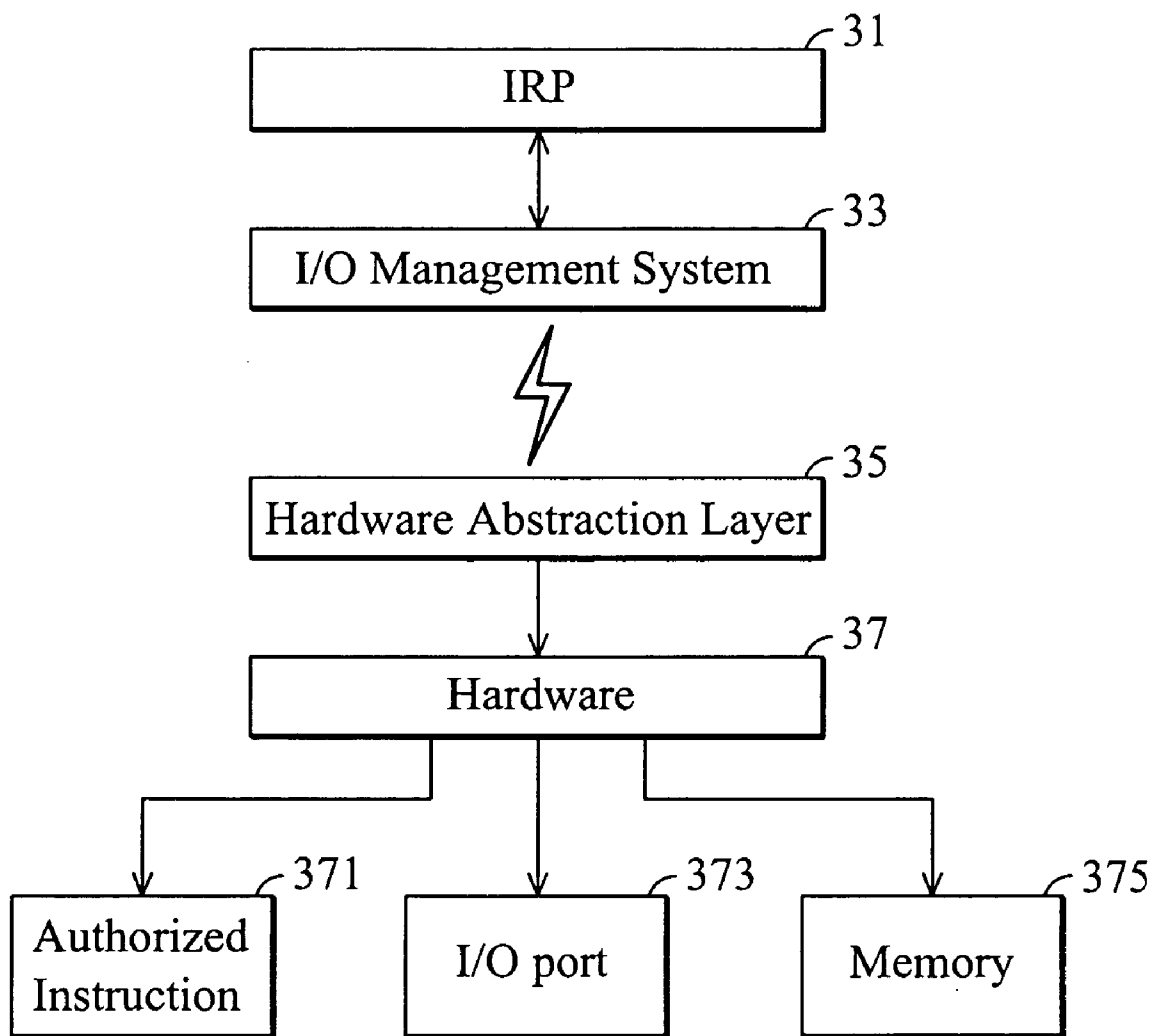 31
IRP
33
I/O Management System
35
Hardware Abstraction Layer
37
Hardware
371
Authorized
Instruction
373
I/O port
375
Memory